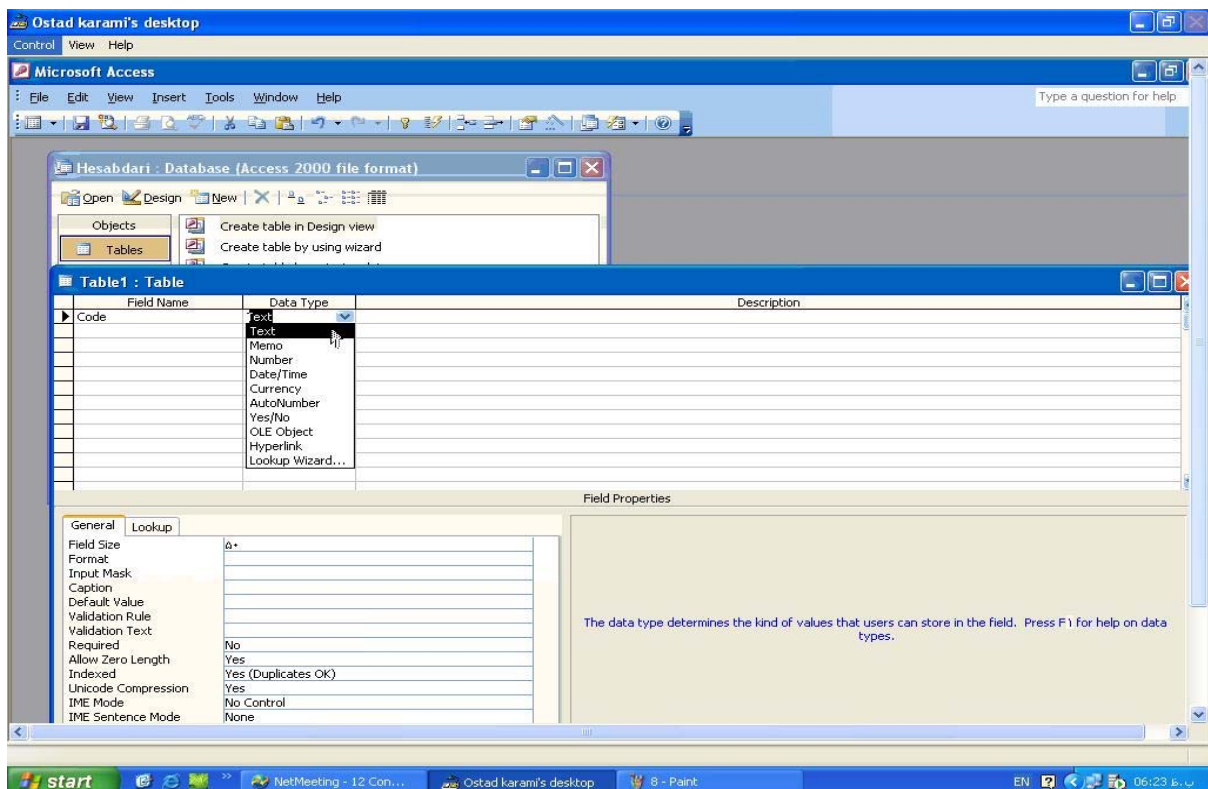 Ostad karami's desktop
Control View Help
Microsoft Access
File Edit View Insert Tools Window Help
Type a question for help
Hesabdari : Database (Access 2000 file format)
Open Design New
Objects
Create table in Design view
Tables
Create table by using wizard
Table1 : Table
Field Name Data Type Description
Code Text
Text
Memo
Number
Date/Time
Currency
AutoNumber
Yes/No
OLE Object
Hyperlink
Lookup Wizard...
Field Properties
General Lookup
Field Size ۵۰
Format
Input Mask
Caption
Default Value
Validation Rule
Validation Text
Required No
Allow Zero Length Yes
Indexed Yes (Duplicates OK)
Unicode Compression Yes
IME Mode No Control
IME Sentence Mode None
The data type determines the kind of values that users can store in the field. Press F۱ for help on data
types.
start NetMeeting - 12 Con... Ostad karami's desktop 8 - Paint EN 06:23 ب.ظ